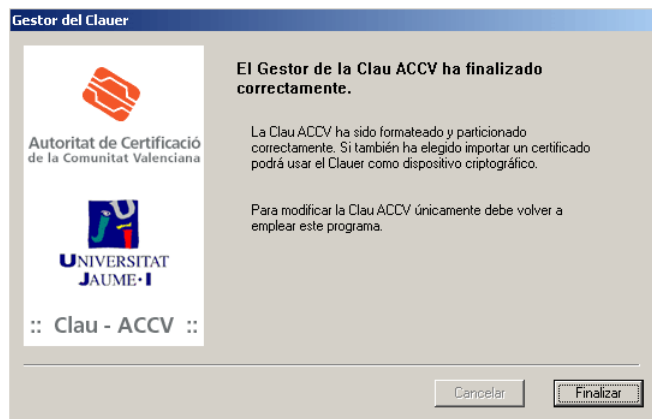 Gestor del Clauer
Autoritat de Certificació
de la Comunitat Valenciana
UNIVERSITAT
JAUME·I
:: Clau - ACCV ::
El Gestor de la Clau ACCV ha finalizado
correctamente.
La Clau ACCV ha sido formateado y particionado
correctamente. Si también ha elegido importar un certificado
podrá usar el Clauer como dispositivo criptográfico.
Para modificar la Clau ACCV únicamente debe volver a
emplear este programa.
Cancelar
Finalizar